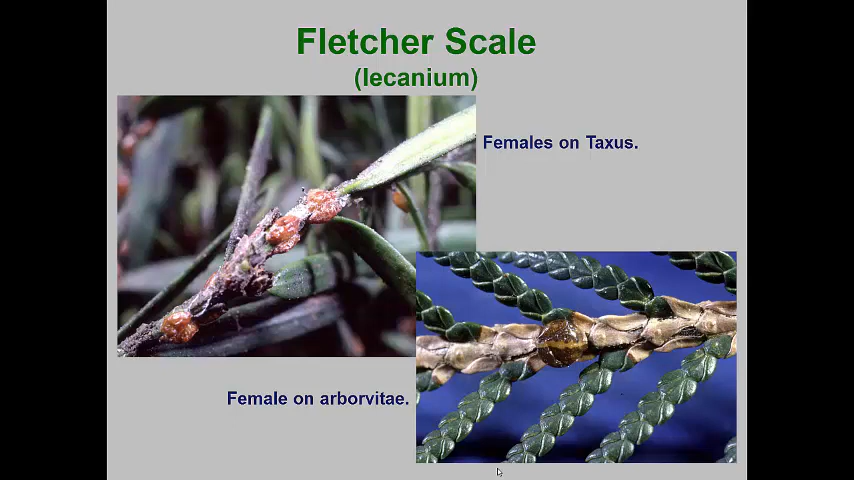 Fletcher Scale
(lecanium)
Females on Taxus.
Female on arborvitae.